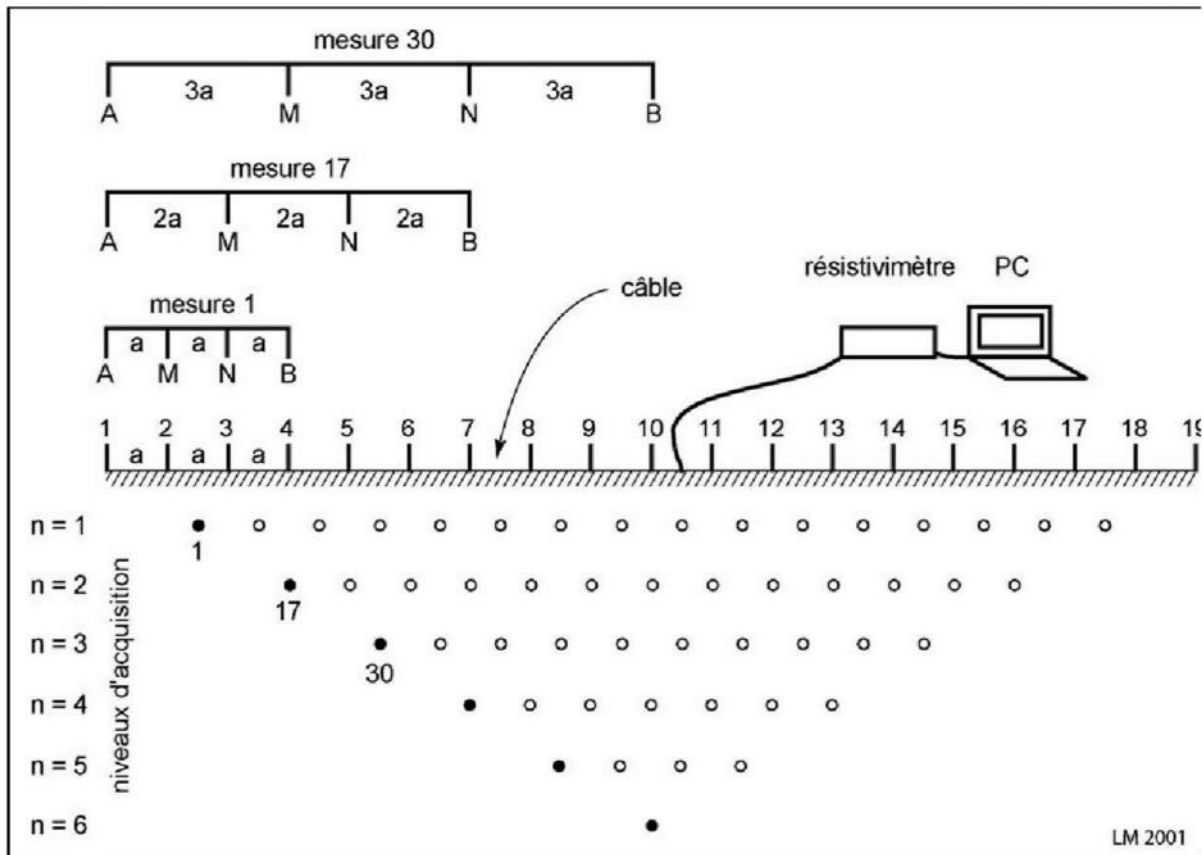 mesure 30
3a 3a 3a
A M N B
mesure 17
2a 2a 2a
A M N B
résistivimètre PC
câble
mesure 1
a a a
A M N B
1 2 3 4 5 6 7 8 9 10 11 12 13 14 15 16 17 18 19
a a a
n = 1
1
n = 2
17
n = 3
30
n = 4
n = 5
n = 6
niveaux d'acquisition
LM 2001